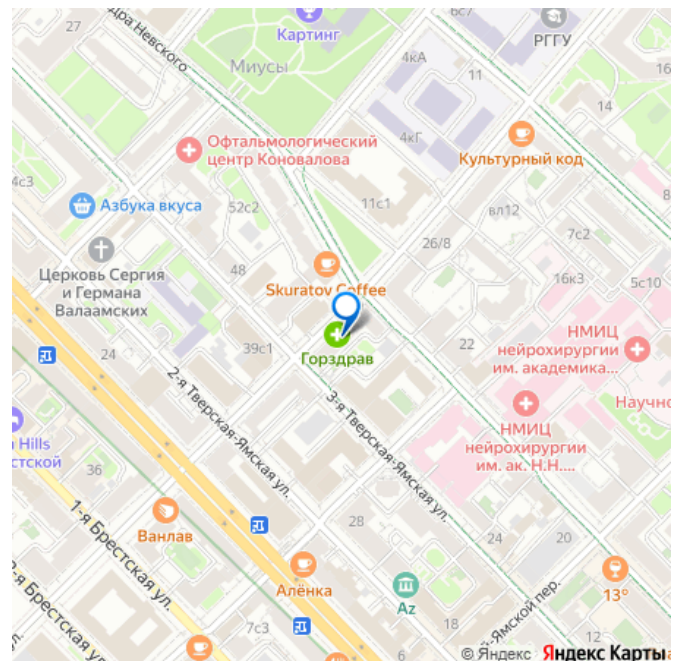 27
Картинг
6с7
РГГУ
дра Невского
Миусы
4кА
11
16
14
Офтальмологический
центр Коновалова
4кГ
Культурный код
4с3
Азбука вкуса
52с2
11с1
вл12
8
7с2
26/8
Церковь Сергия
и Германа
Валаамских
48
Skuratov Coffee
16к3
5с10
НМИЦ
нейрохирургии
им. академика...
24
39с1
Горздрав
22
2-я Тверская-Ямская ул.
3-я Тверская-Ямская ул.
НМИЦ
нейрохирургии
им. ак. Н.Н....
Научно
Hills
стской
36
1-я Брестская ул.
Ванлав
28
24
20
Алёнка
Az
13°
-я Брестская ул.
7с3
6
18
й-Ямской пер.
12
© Яндекс Яндекс Карты